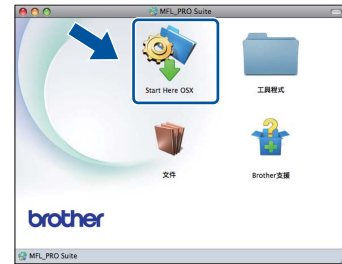 MFL_PRO Suite
Start Here OSX
工具程式
文件
Brother支援
brother
MFL_PRO Suite